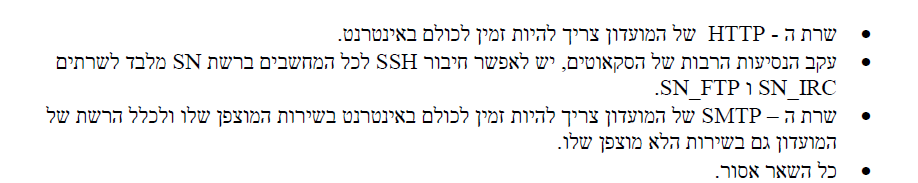 • שרת ה - HTTP של המועדון צריך להיות זמין לכולם באינטרנט.
• עקב הנסיעות הרבות של הסקאוטים, יש לאפשר חיבור SSH לכל המחשבים ברשת SN מלבד לשרתים
SN_IRC ו SN_FTP.
• שרת ה – SMTP של המועדון צריך להיות זמין לכולם באינטרנט בשירות המוצפן שלו ולכלל הרשת של
המועדון גם בשירות הלא מוצפן שלו.
• כל השאר אסור.